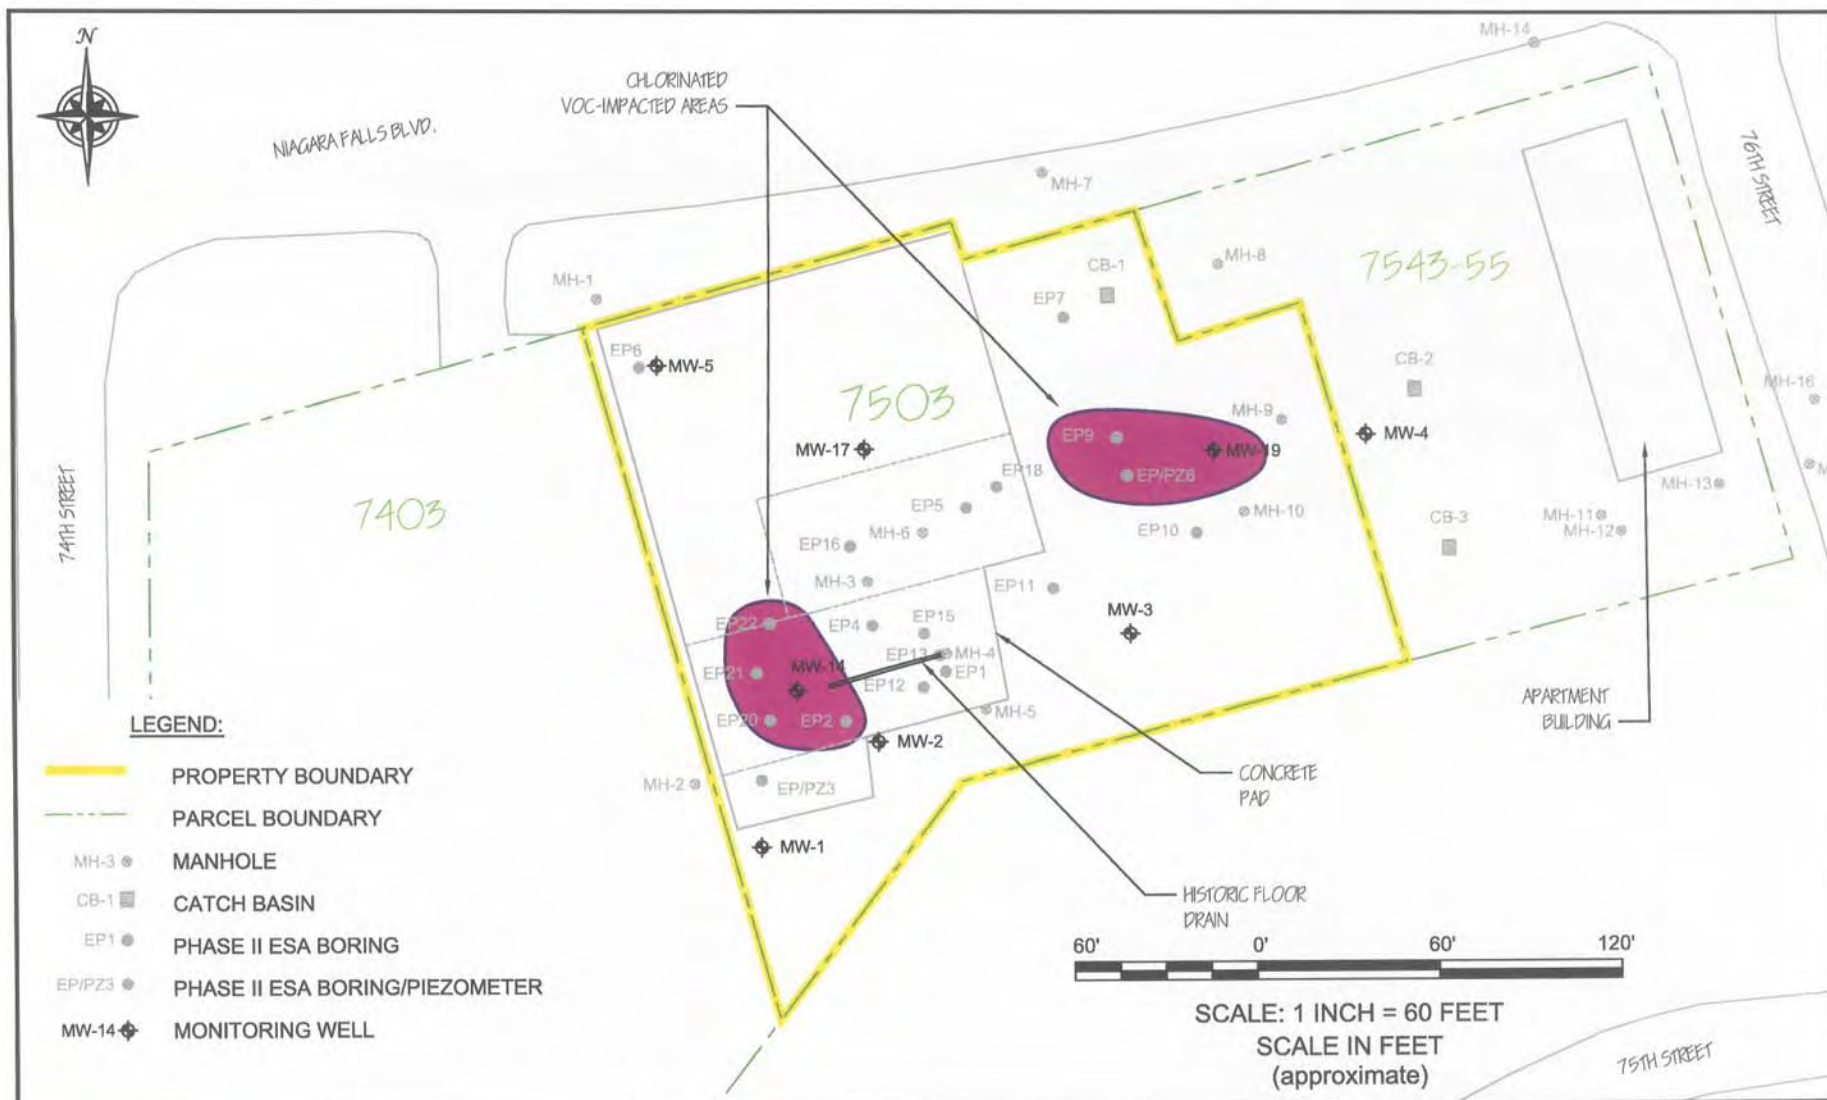 N
MH-14
CHLORINATED
VOC-IMPACTED AREAS
NIAGARA FALLS BLVD.
76TH STREET
MH-7
MH-8
7543-55
CB-1
MH-1
EP7
EP6
MW-5
CB-2
MH-16
7503
MH-9
MW-4
EP9
MW-17
MW-19
EP18
EP/PZ8
MH-13
7403
74TH STREET
EP5
MH-10
CB-3
MH-11
MH-12
MH-6
EP10
EP16
MH-3
EP11
MW-3
EP15
EP22
EP4
EP13
MH-4
MW-14
EP21
EP1
EP12
APARTMENT
BUILDING
MH-5
EP20
EP2
MW-2
MH-2
EP/PZ3
CONCRETE
PAD
MW-1
HISTORIC FLOOR
DRAIN
LEGEND:
PROPERTY BOUNDARY
PARCEL BOUNDARY
MH-3 MANHOLE
CB-1 CATCH BASIN
EP1 PHASE II ESA BORING
EP/PZ3 PHASE II ESA BORING/PIEZOMETER
MW-14 MONITORING WELL
60' 0' 60' 120'
SCALE: 1 INCH = 60 FEET
SCALE IN FEET
(approximate)
75TH STREET